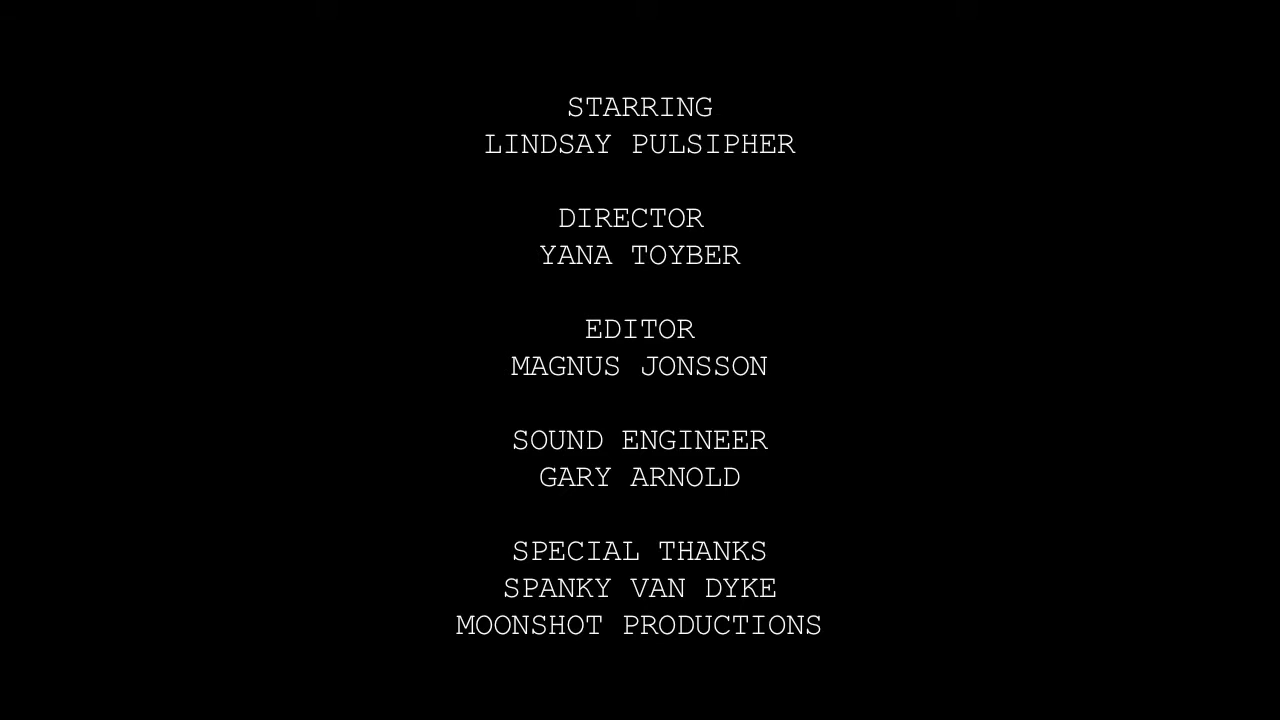 STARRING
LINDSAY PULSIPHER
DIRECTOR
YANA TOYBER
EDITOR
MAGNUS JONSSON
SOUND ENGINEER
GARY ARNOLD
SPECIAL THANKS
SPANKY VAN DYKE
MOONSHOT PRODUCTIONS